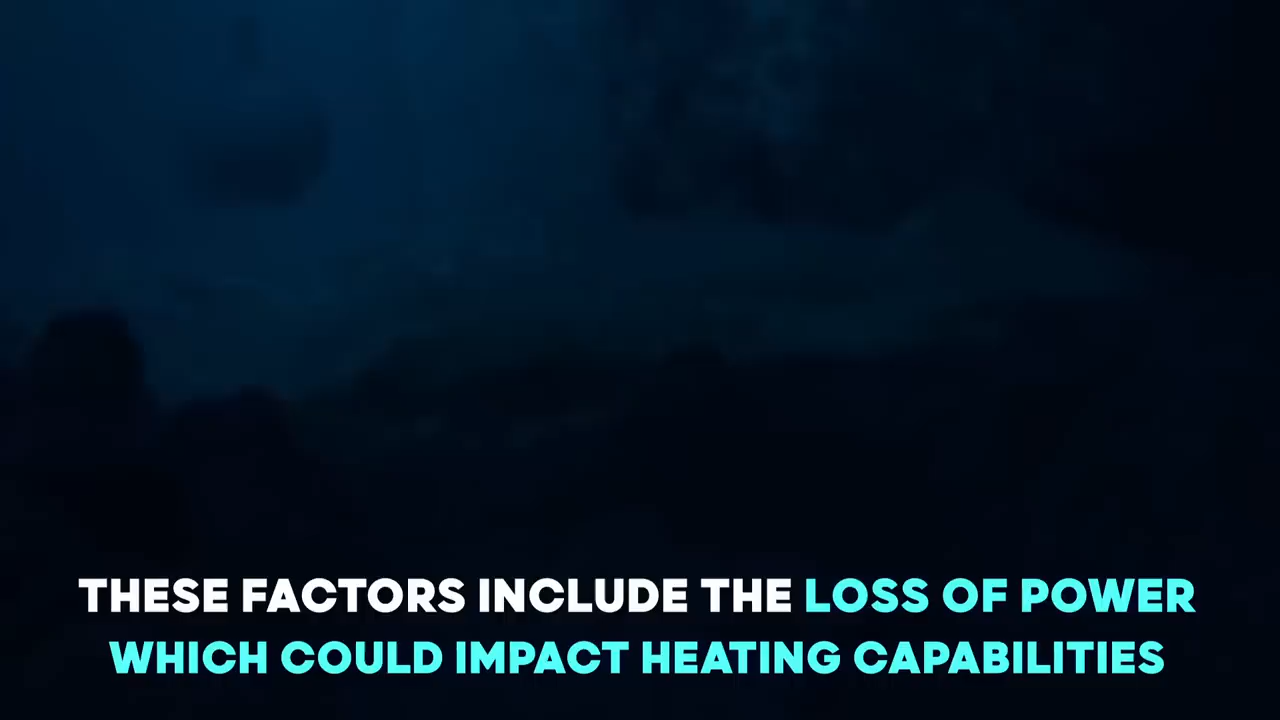 THESE FACTORS INCLUDE THE LOSS OF POWER
WHICH COULD IMPACT HEATING CAPABILITIES